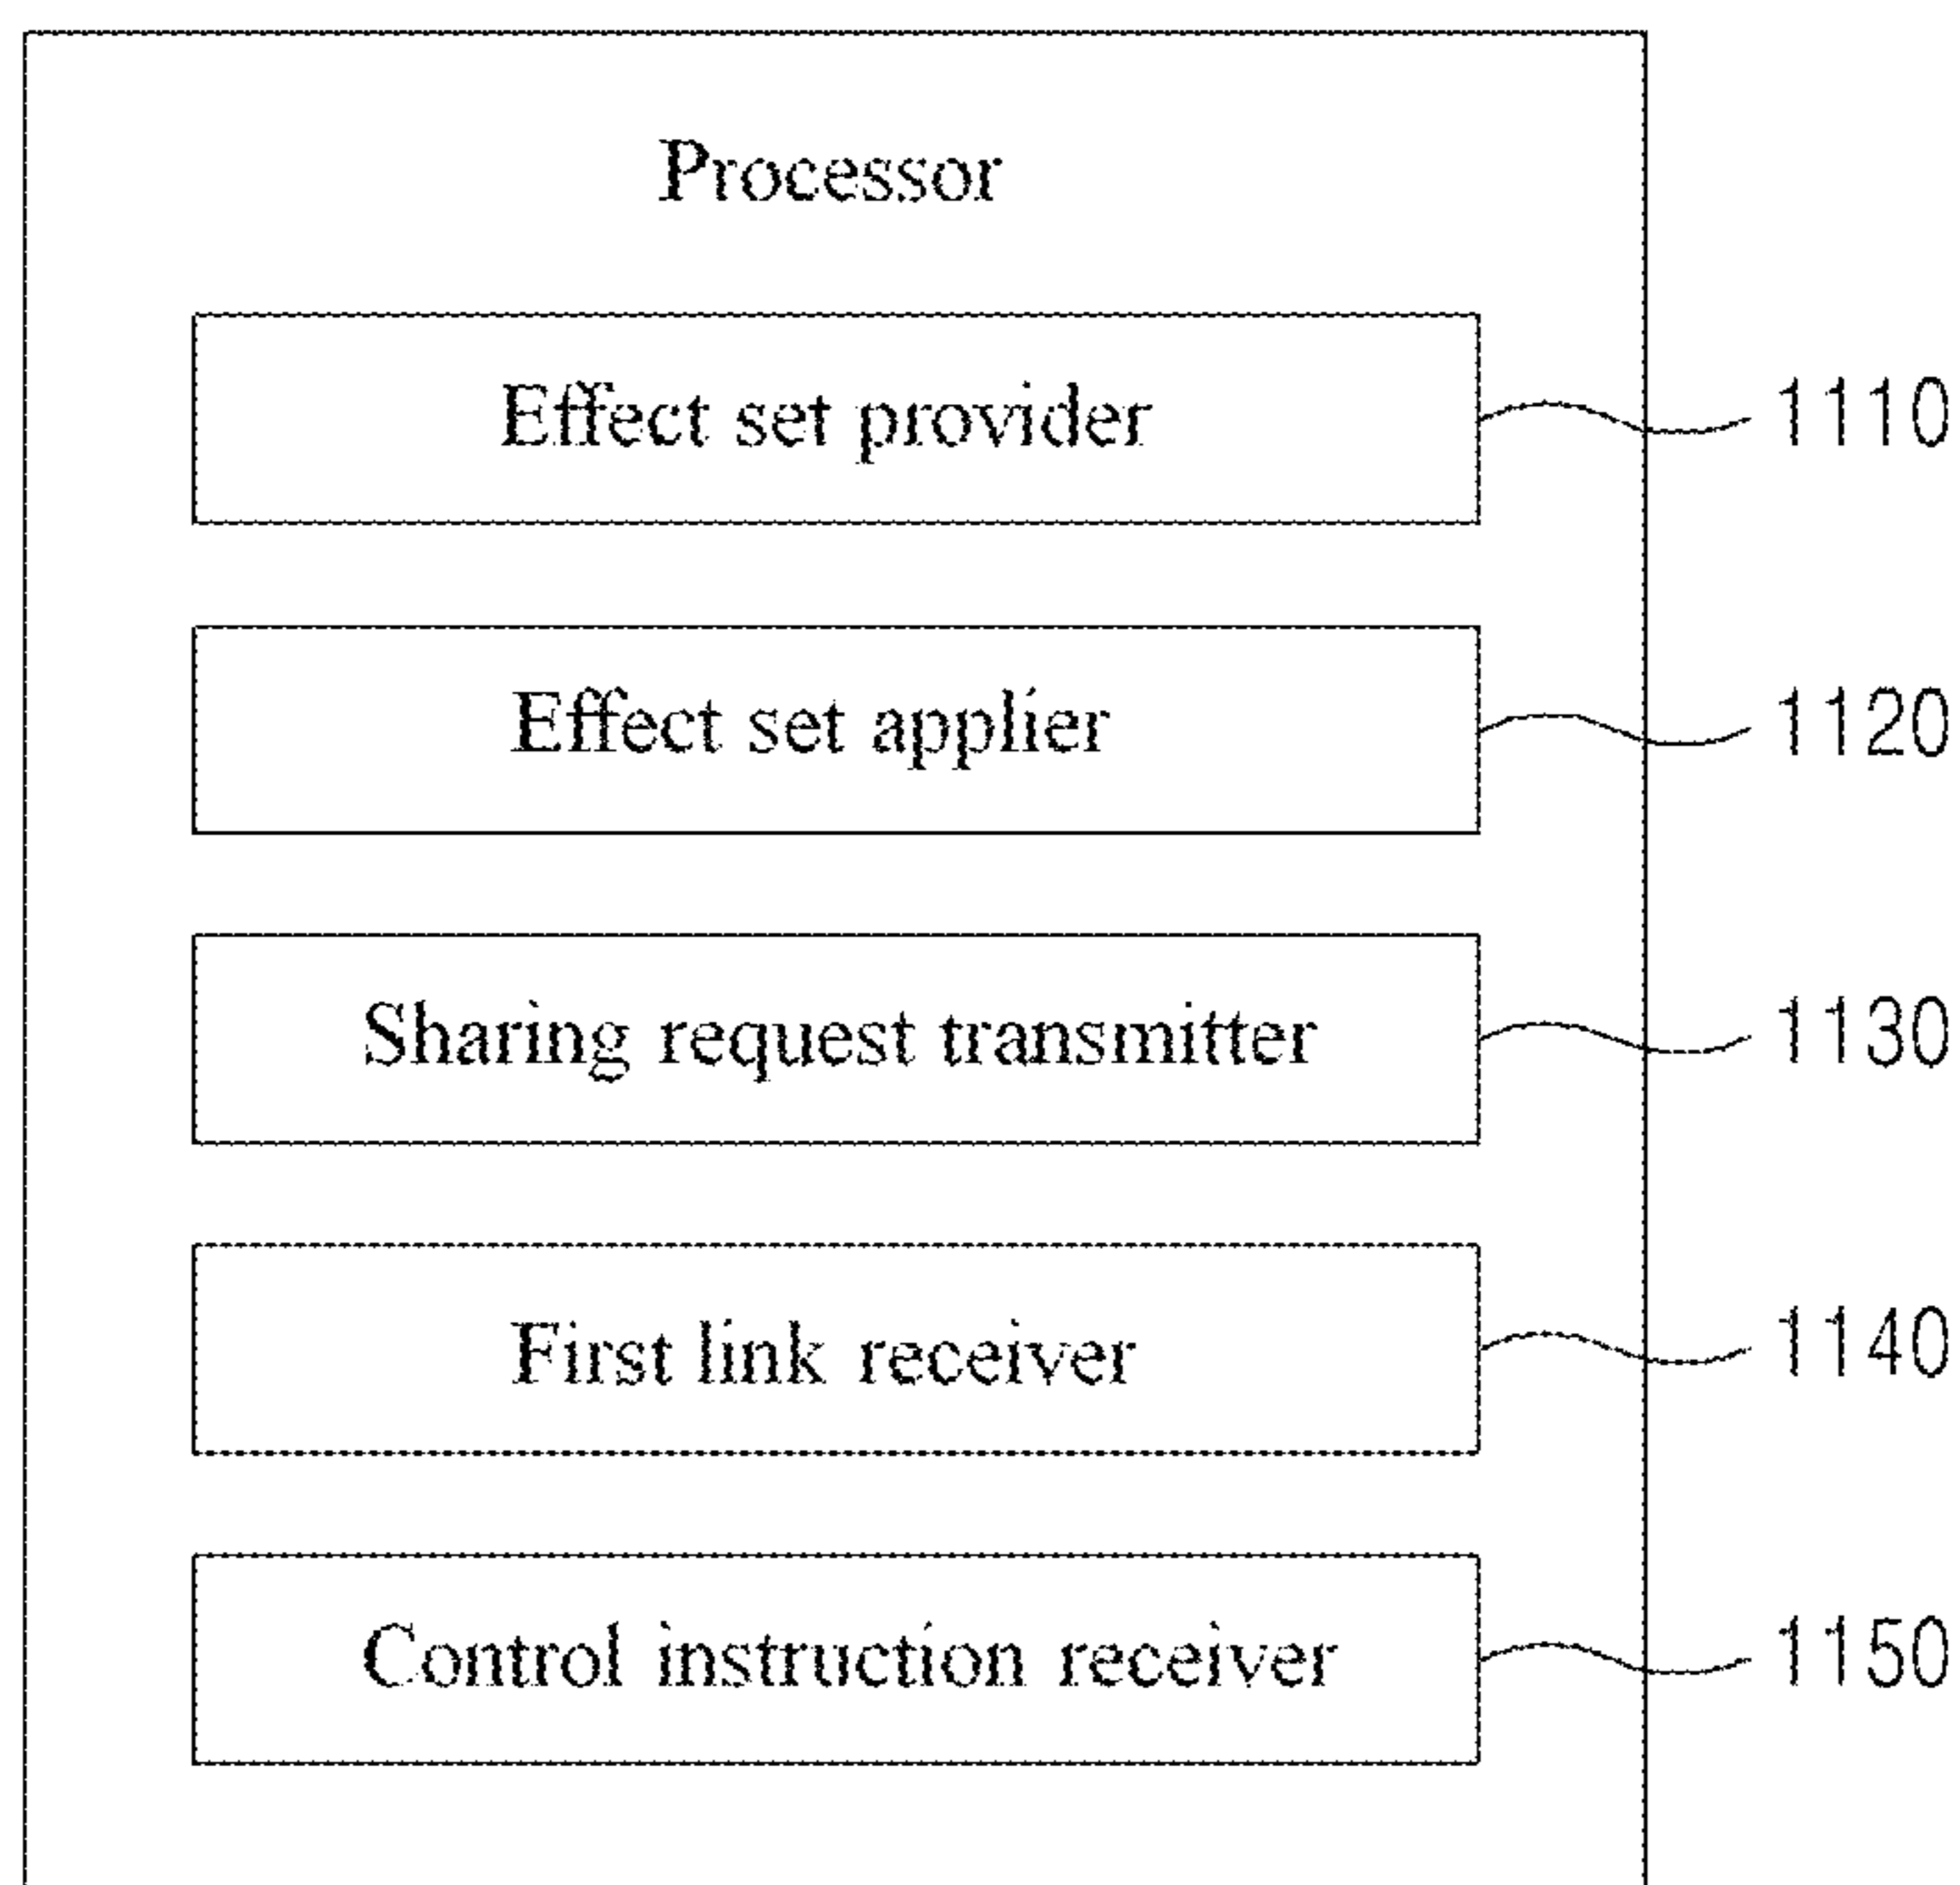 Processor
Effect set provider 1110
Effect set applier 1120
Sharing request transmitter 1130
First link receiver 1140
Control instruction receiver 1150